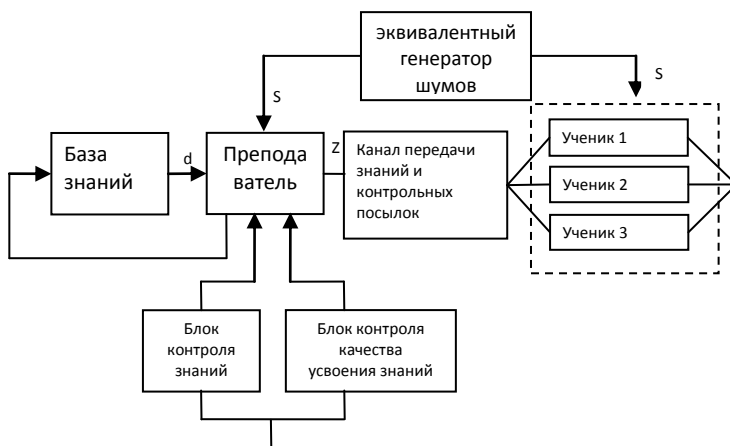 эквивалентный
генератор
шумов
S
S
База
знаний
d
Препода
ватель
Z
Канал передачи
знаний и
контрольных
посылок
Ученик 1
Ученик 2
Ученик 3
Блок
контроля
знаний
Блок контроля
качества
усвоения знаний